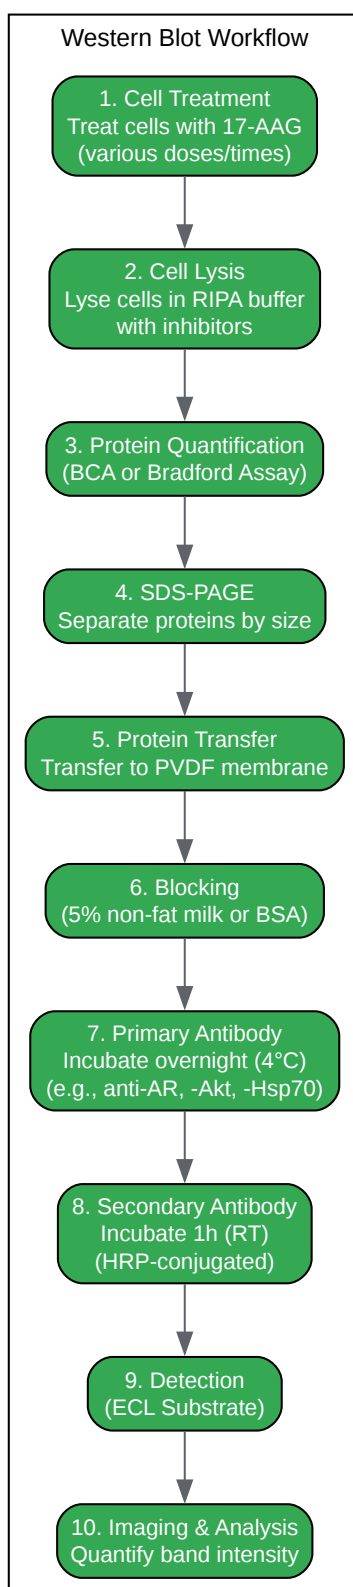 Western Blot Workflow
1. Cell Treatment
Treat cells with 17-AAG
(various doses/times)
2. Cell Lysis
Lyse cells in RIPA buffer
with inhibitors
3. Protein Quantification
(BCA or Bradford Assay)
4. SDS-PAGE
Separate proteins by size
5. Protein Transfer
Transfer to PVDF membrane
6. Blocking
(5% non-fat milk or BSA)
7. Primary Antibody
Incubate overnight (4°C)
(e.g., anti-AR, -Akt, -Hsp70)
8. Secondary Antibody
Incubate 1h (RT)
(HRP-conjugated)
9. Detection
(ECL Substrate)
10. Imaging & Analysis
Quantify band intensity